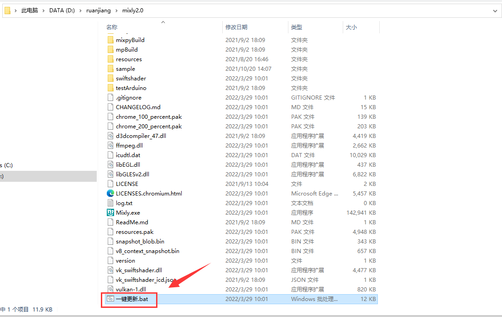 此电脑 > DATA (D:) > ruanjiang > mixly2.0
名称 修改日期 类型 大小
mixpyBuild 2021/9/2 18:09 文件夹
mpBuild 2021/9/2 18:09 文件夹
resources 2021/8/20 16:46 文件夹
sample 2021/10/20 14:07 文件夹
swiftshader 2022/3/29 10:01 文件夹
testArduino 2021/9/2 18:09 文件夹
.gitignore 2022/3/29 10:01 GITIGNORE 文件 1 KB
CHANGELOG.md 2022/3/29 10:01 MD 文件 15 KB
chrome_100_percent.pak 2022/3/29 10:01 PAK 文件 139 KB
chrome_200_percent.pak 2022/3/29 10:01 PAK 文件 203 KB
d3dcompiler_47.dll 2022/3/29 10:01 应用程序扩展 4,419 KB
ffmpeg.dll 2022/3/29 10:01 应用程序扩展 2,662 KB
icudtl.dat 2022/3/29 10:01 DAT 文件 10,029 KB
libEGL.dll 2022/3/29 10:01 应用程序扩展 437 KB
libGLESv2.dll 2022/3/29 10:01 应用程序扩展 6,822 KB
LICENSE 2021/9/13 10:04 文件 2 KB
LICENSES.chromium.html 2022/3/29 10:01 Microsoft Edge ... 5,457 KB
s (C:)
log.txt 2022/3/29 10:01 文本文档 0 KB
Mixly.exe 2022/3/29 10:01 应用程序 142,941 KB
ReadMe.md 2021/9/2 18:09 MD 文件 1 KB
resources.pak 2022/3/29 10:01 PAK 文件 4,948 KB
snapshot_blob.bin 2022/3/29 10:01 BIN 文件 343 KB
v8_context_snapshot.bin 2022/3/29 10:01 BIN 文件 657 KB
version 2022/3/29 10:01 文件 1 KB
vk_swiftshader.dll 2022/3/29 10:01 应用程序扩展 4,477 KB
vk_swiftshader_icd.json 2021/9/2 18:09 JSON 文件 1 KB
vulkan-1.dll 2022/3/29 10:01 应用程序扩展 820 KB
一键更新.bat 2022/3/29 10:01 Windows 批处理... 12 KB
中 1 个项目 11.9 KB